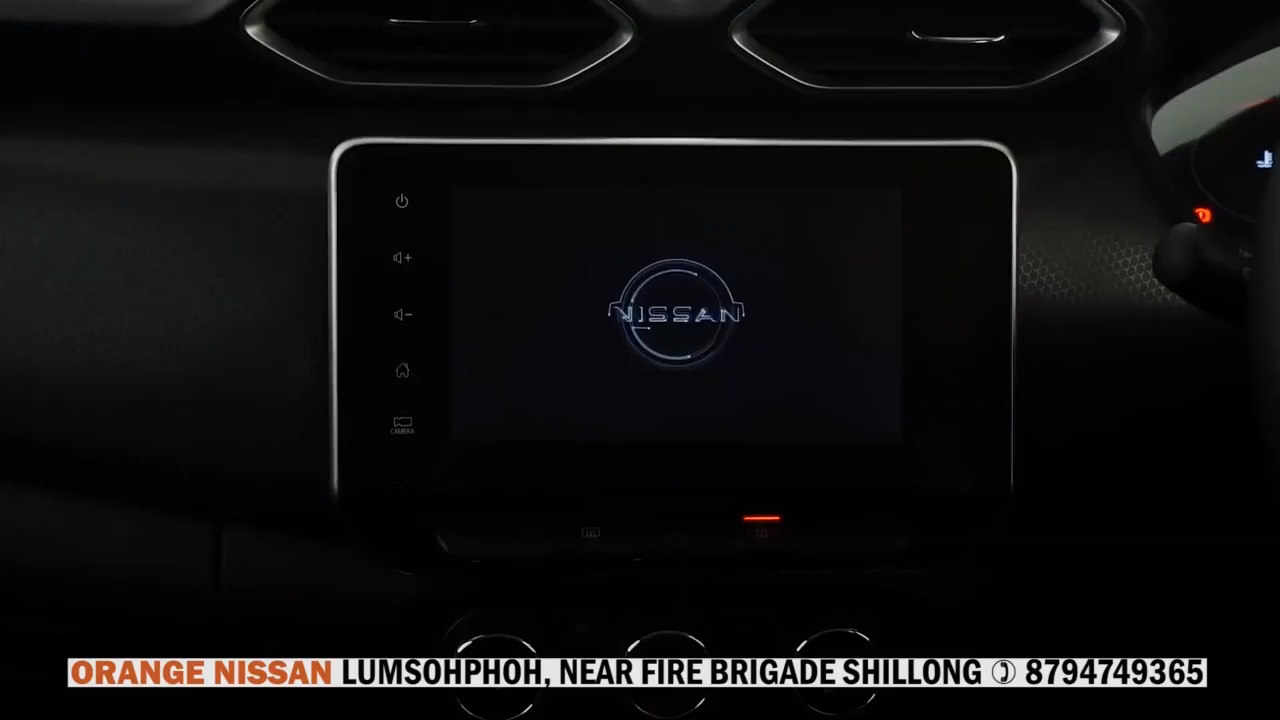 NISSAN
CAMERA
ORANGE NISSAN LUMSOHPHOH, NEAR FIRE BRIGADE SHILLONG ✆ 8794749365